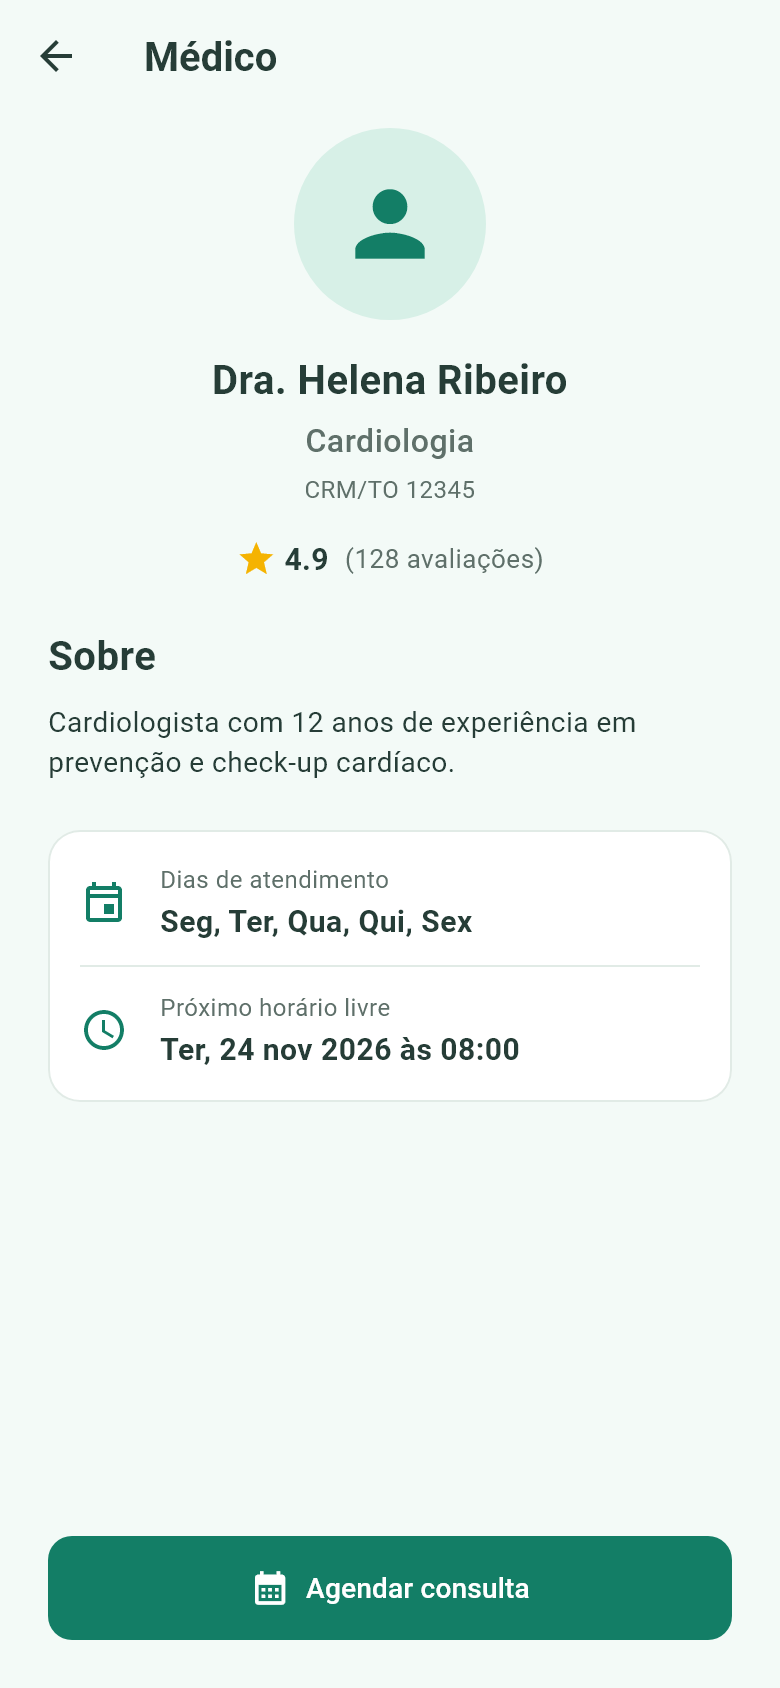 Médico
Dra. Helena Ribeiro
Cardiologia
CRM/TO 12345
4.9 (128 avaliações)
Sobre
Cardiologista com 12 anos de experiência em
prevenção e check-up cardíaco.
Dias de atendimento
Seg, Ter, Qua, Qui, Sex
Próximo horário livre
Ter, 24 nov 2026 às 08:00
Agendar consulta